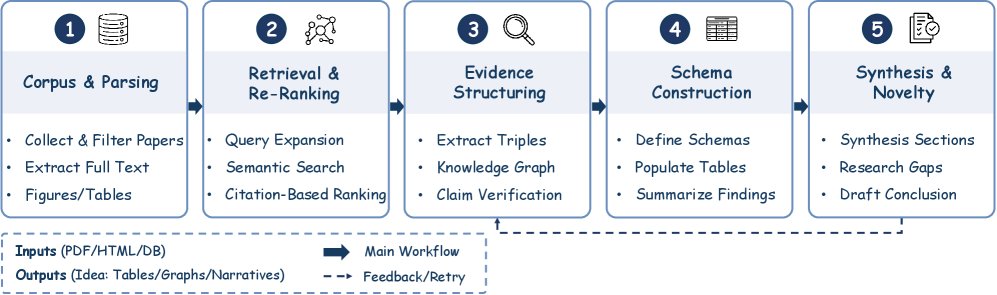 1
Corpus & Parsing
• Collect & Filter Papers
• Extract Full Text
• Figures/Tables
2
Retrieval &
Re-Ranking
• Query Expansion
• Semantic Search
• Citation-Based Ranking
3
Evidence
Structuring
• Extract Triples
• Knowledge Graph
• Claim Verification
4
Schema
Construction
• Define Schemas
• Populate Tables
• Summarize Findings
5
Synthesis &
Novelty
• Synthesis Sections
• Research Gaps
• Draft Conclusion
Inputs (PDF/HTML/DB)
Main Workflow
Outputs (Idea: Tables/Graphs/Narratives)
Feedback/Retry